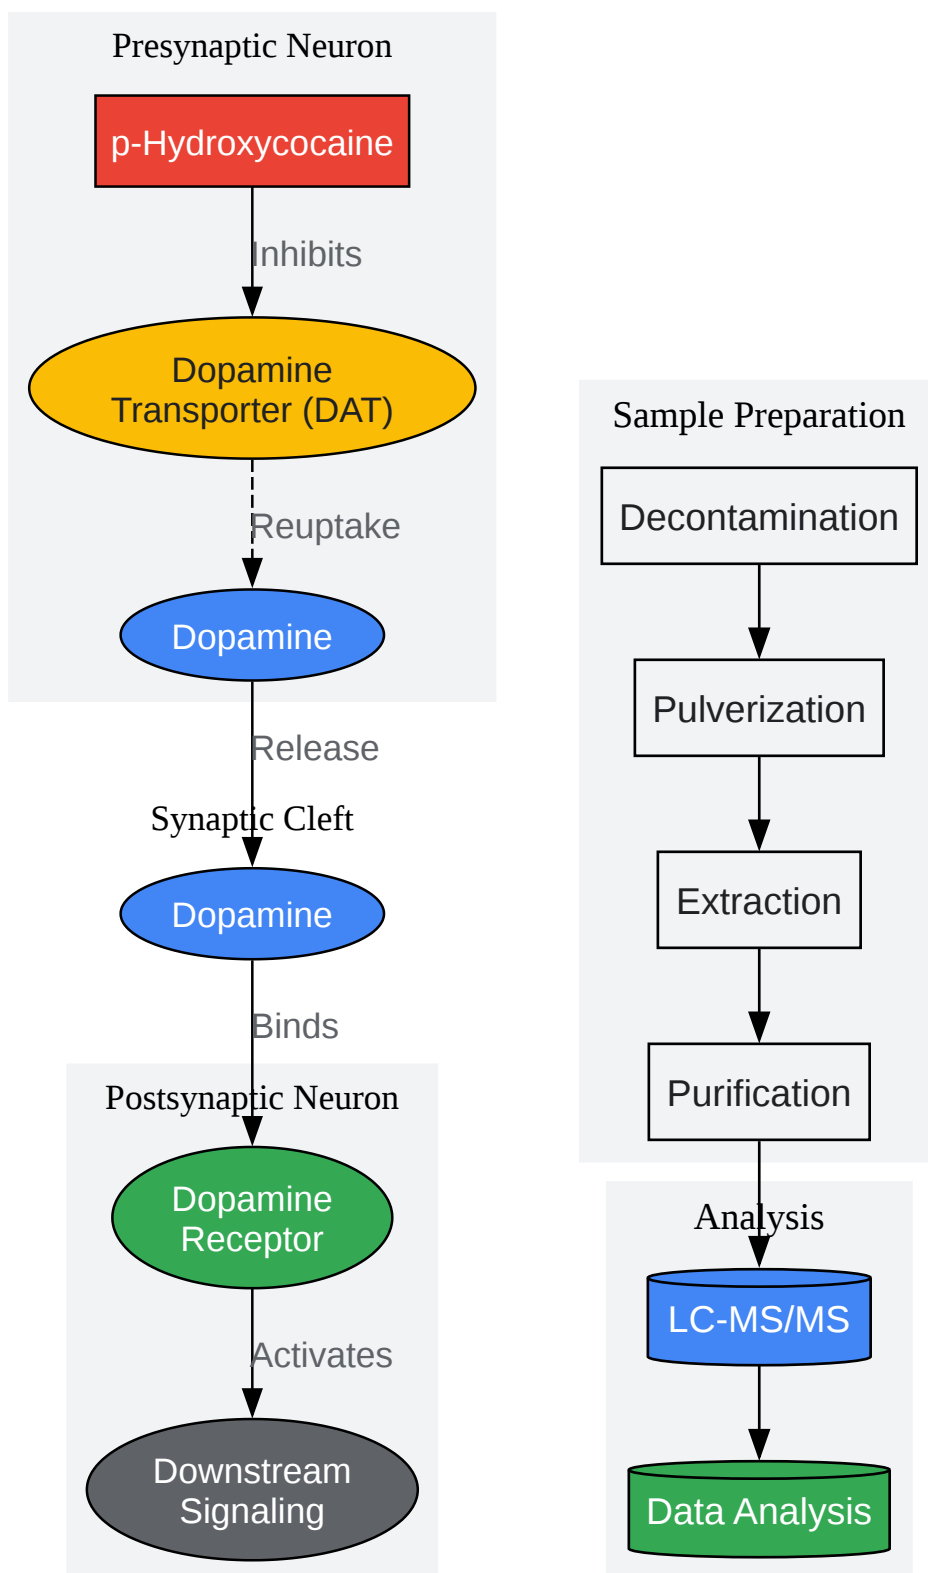 Presynaptic Neuron
p-Hydroxycocaine
Inhibits
Dopamine
Transporter (DAT)
Reuptake
Dopamine
Release
Synaptic Cleft
Dopamine
Binds
Postsynaptic Neuron
Dopamine
Receptor
Activates
Downstream
Signaling
Sample Preparation
Decontamination
Pulverization
Extraction
Purification
Analysis
LC-MS/MS
Data Analysis